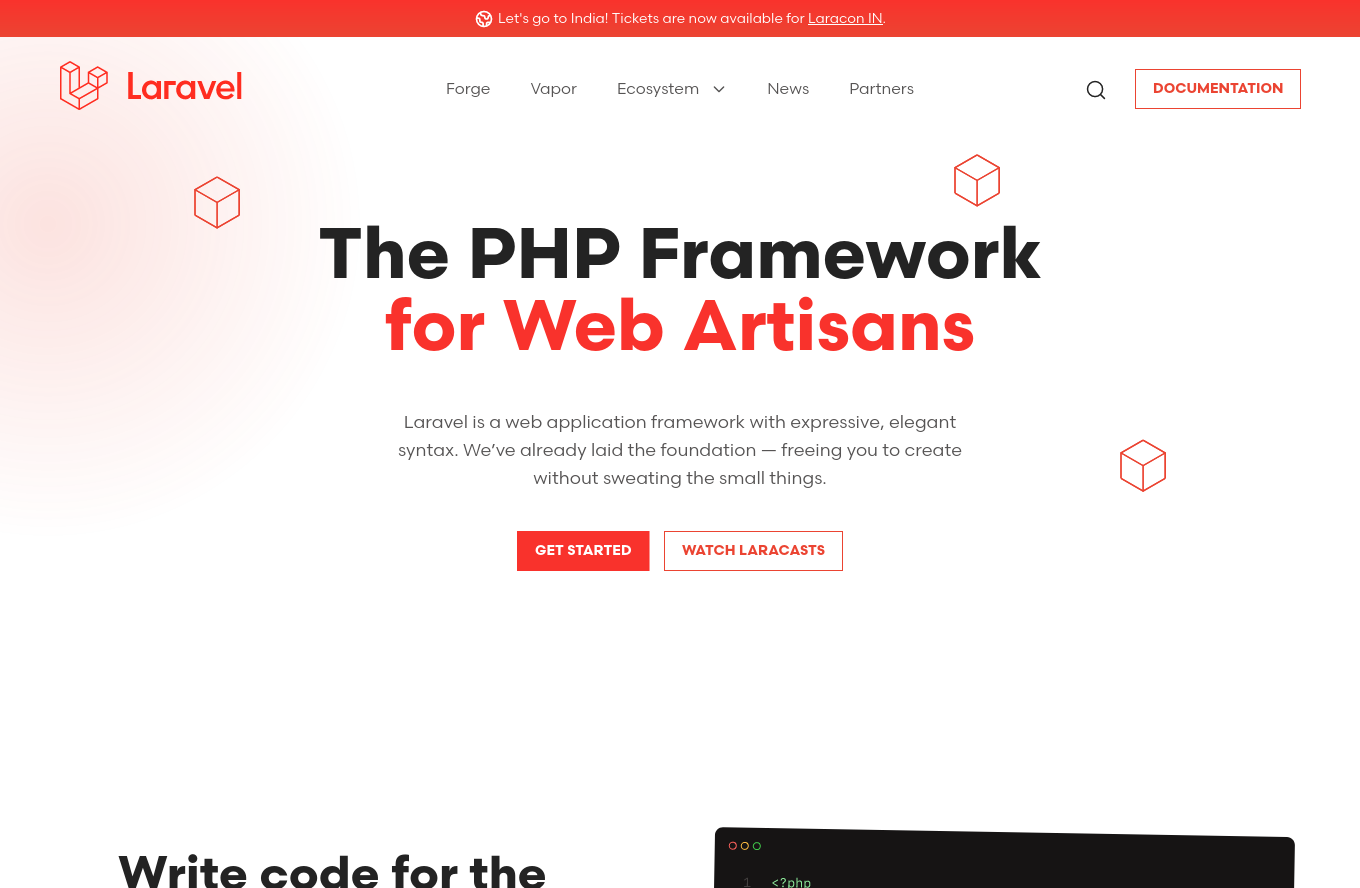 Let's go to India! Tickets are now available for Laracon IN.
Laravel
Forge
Vapor
Ecosystem
News
Partners
DOCUMENTATION
The PHP Framework
for Web Artisans
Laravel is a web application framework with expressive, elegant
syntax. We’ve already laid the foundation — freeing you to create
without sweating the small things.
GET STARTED
WATCH LARACASTS
Write code for the
1 <?php